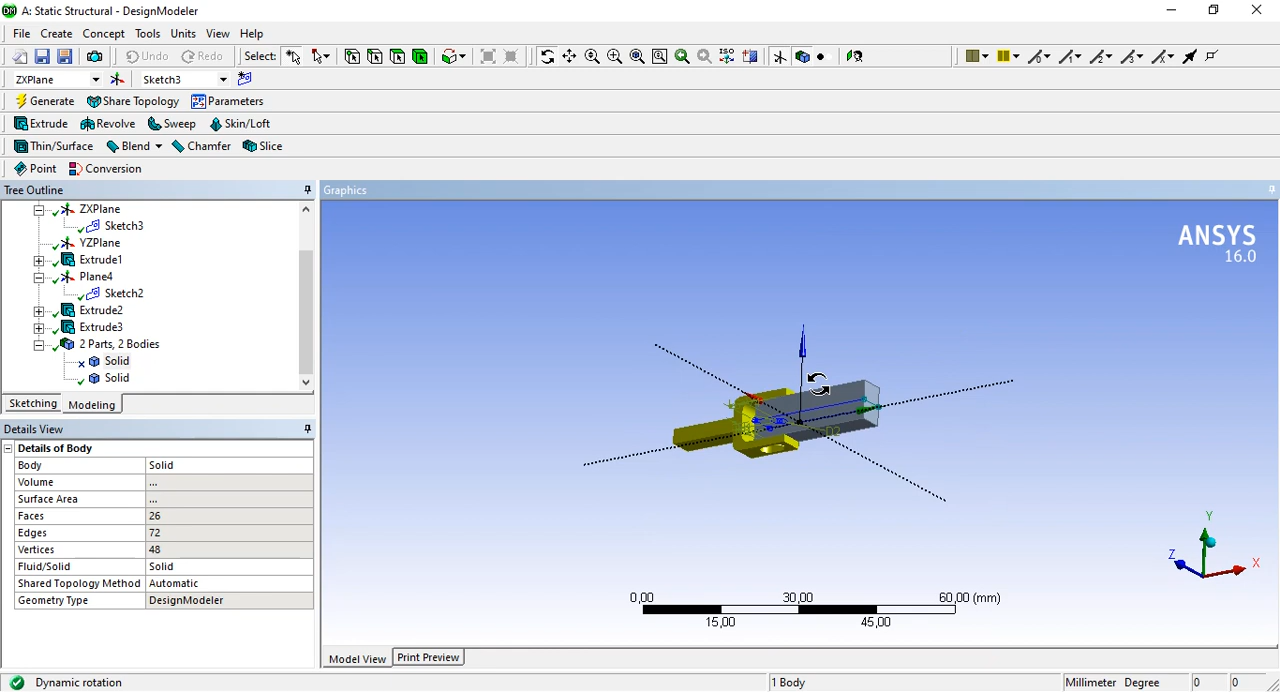 A: Static Structural - DesignModeler
File Create Concept Tools Units View Help
Undo Redo Select: ISO
ZXPlane Sketch3
Generate Share Topology Parameters
Extrude Revolve Sweep Skin/Loft
Thin/Surface Blend Chamfer Slice
Point Conversion
Tree Outline
ZXPlane
Sketch3
YZPlane
Extrude1
Plane4
Sketch2
Extrude2
Extrude3
2 Parts, 2 Bodies
Solid
Solid
Sketching Modeling
Details View
Details of Body
Body Solid
Volume ...
Surface Area ...
Faces 26
Edges 72
Vertices 48
Fluid/Solid Solid
Shared Topology Method Automatic
Geometry Type DesignModeler
Graphics
ANSYS
16.0
Y
Z X
0,00 30,00 60,00 (mm)
15,00 45,00
Model View Print Preview
Dynamic rotation 1 Body Millimeter Degree 0 0